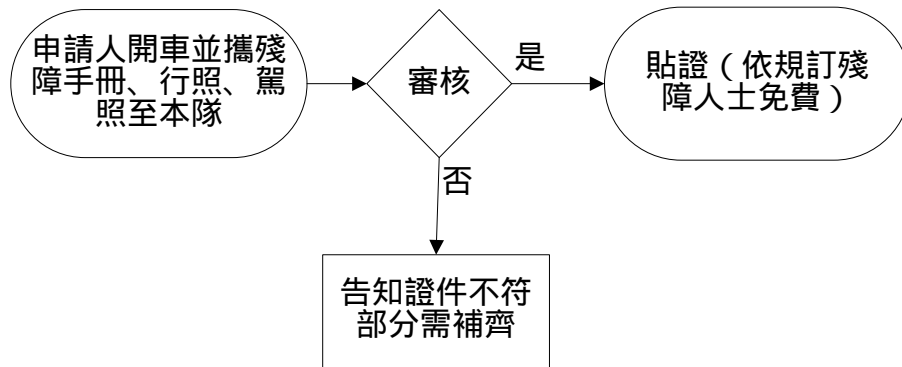 申請人開車並攜殘
障手冊、行照、駕
照至本隊
審核
是
貼證（依規訂殘
障人士免費）
否
告知證件不符
部分需補齊